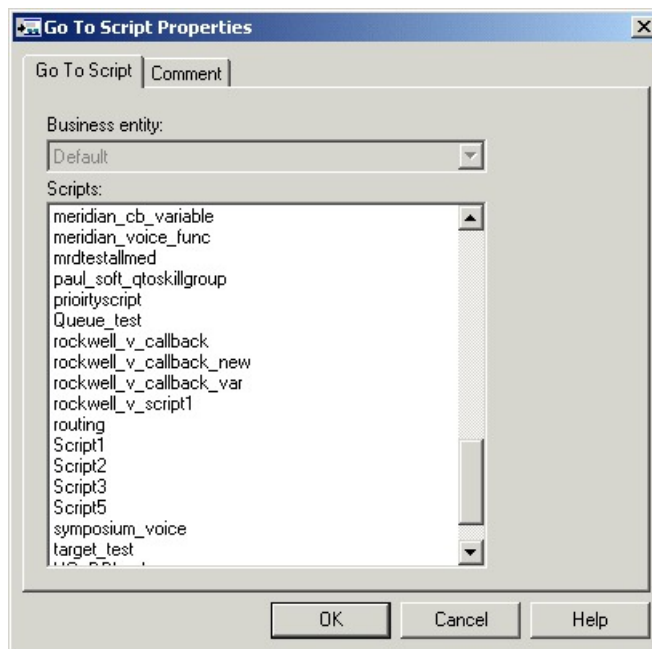 Go To Script Properties
Go To Script
Comment
Business entity:
Default
Scripts:
meridian_cb_variable
meridian_voice_func
mrdtestallmed
paul_soft_qtoskillgroup
prioirtyscript
Queue_test
rockwell_v_callback
rockwell_v_callback_new
rockwell_v_callback_var
rockwell_v_script1
routing
Script1
Script2
Script3
Script5
symposium_voice
target_test
OK
Cancel
Help